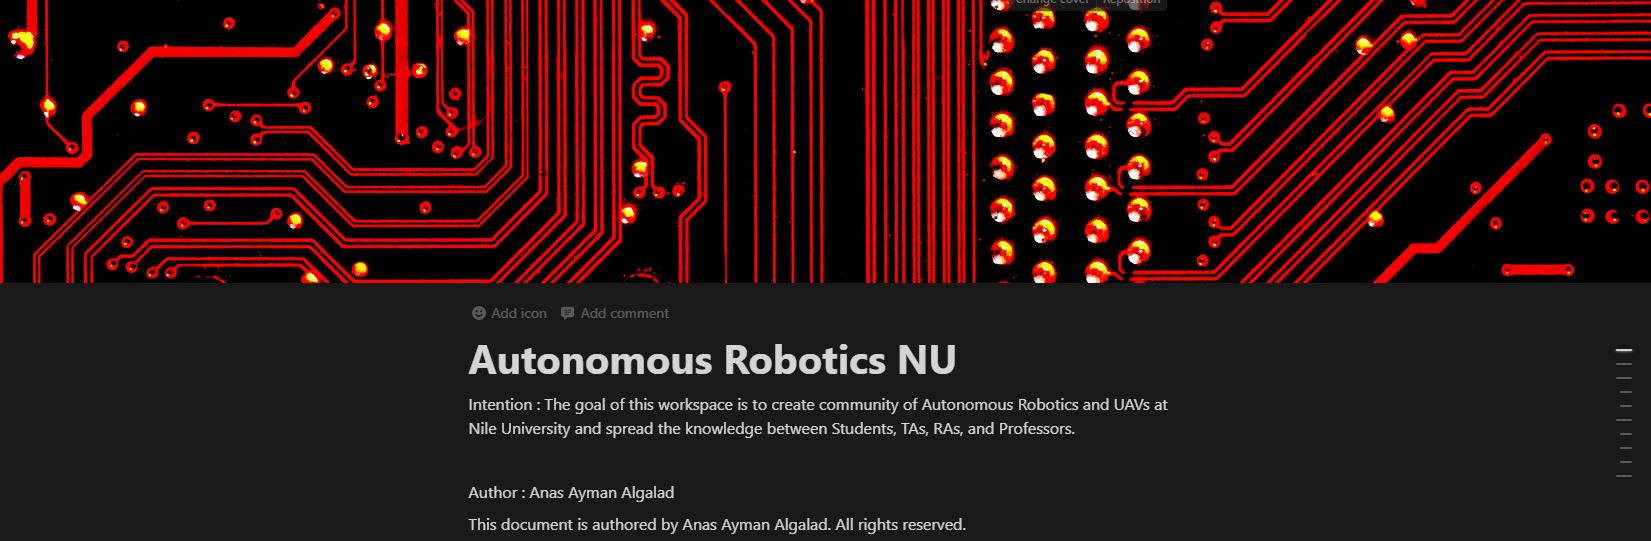 Change cover Reposition
Add icon Add comment
Autonomous Robotics NU
Intention : The goal of this workspace is to create community of Autonomous Robotics and UAVs at
Nile University and spread the knowledge between Students, TAs, RAs, and Professors.
Author : Anas Ayman Algalad
This document is authored by Anas Ayman Algalad. All rights reserved.